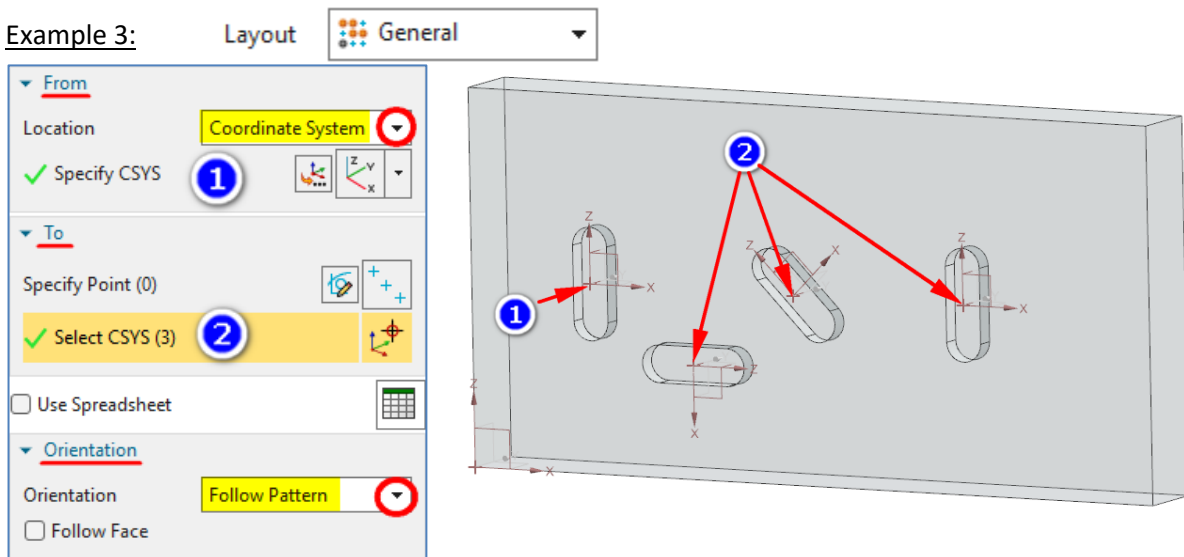 Example 3: Layout General
From
Location Coordinate System
Specify CSYS 1 Z Y X
To
Specify Point (0)
Select CSYS (3) 2
Use Spreadsheet
Orientation
Orientation Follow Pattern
Follow Face
2
Z X
1
Z X
Z X
Z X
Z X